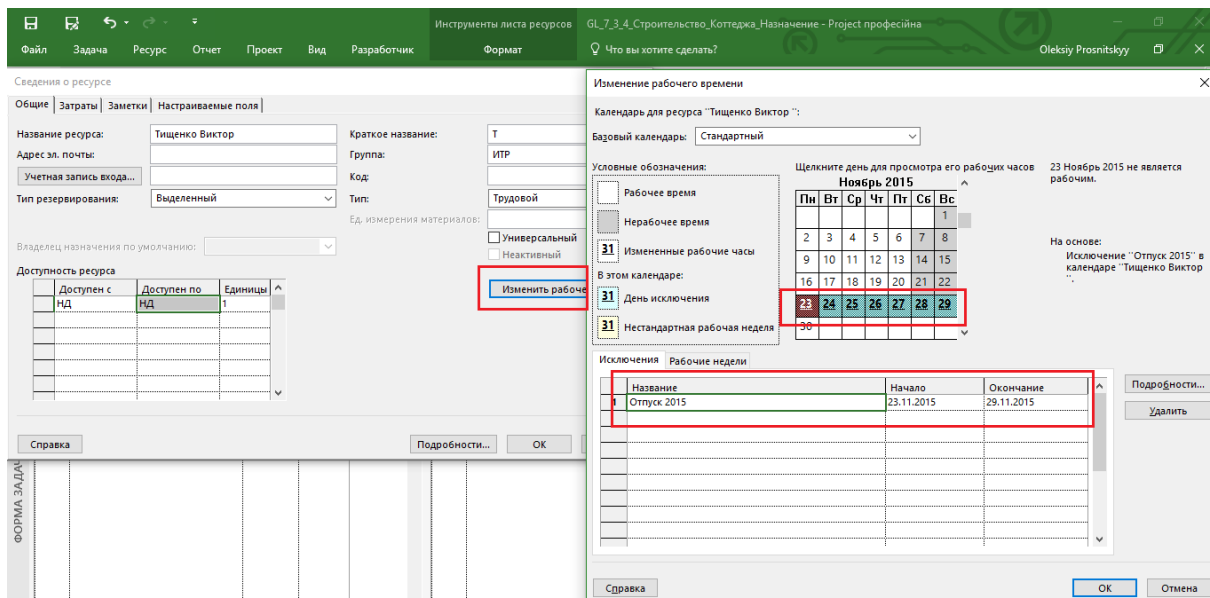 Инструменты листа ресурсов
GL_7_3_4_Строительство_Коттеджа_Назначение - Project професійна
Файл Задача Ресурс Отчет Проект Вид Разработчик Формат
Что вы хотите сделать?
Oleksiy Prosnitskyy
Сведения о ресурсе
Общие Затраты Заметки Настраиваемые поля
Название ресурса: Тищенко Виктор Краткое название: Т
Адрес эл. почты: Группа: ИТР
Учетная запись входа... Код:
Тип резервирования: Выделенный Тип: Трудовой
Ед. измерения материалов:
Владелец назначения по умолчанию: Универсальный
Неактивный
Доступность ресурса
Изменить рабоче
Доступен с Доступен по Единицы
НД НД 1
Справка Подробности... ОК
ФОРМА ЗАДАЧ
Изменение рабочего времени
Календарь для ресурса "Тищенко Виктор ":
Базовый календарь: Стандартный
Условные обозначения:
Рабочее время
Нерабочее время
31 Измененные рабочие часы
В этом календаре:
31 День исключения
31 Нестандартная рабочая неделя
Щелкните день для просмотра его рабочих часов
Ноябрь 2015
Пн Вт Ср Чт Пт Сб Вс
1
2 3 4 5 6 7 8
9 10 11 12 13 14 15
16 17 18 19 20 21 22
23 24 25 26 27 28 29
30
23 Ноябрь 2015 не является
рабочим.
На основе:
Исключение "Отпуск 2015" в
календаре "Тищенко Виктор
".
Исключения Рабочие недели
Название Начало Окончание
1 Отпуск 2015 23.11.2015 29.11.2015
Подробности...
Удалить
Справка ОК Отмена